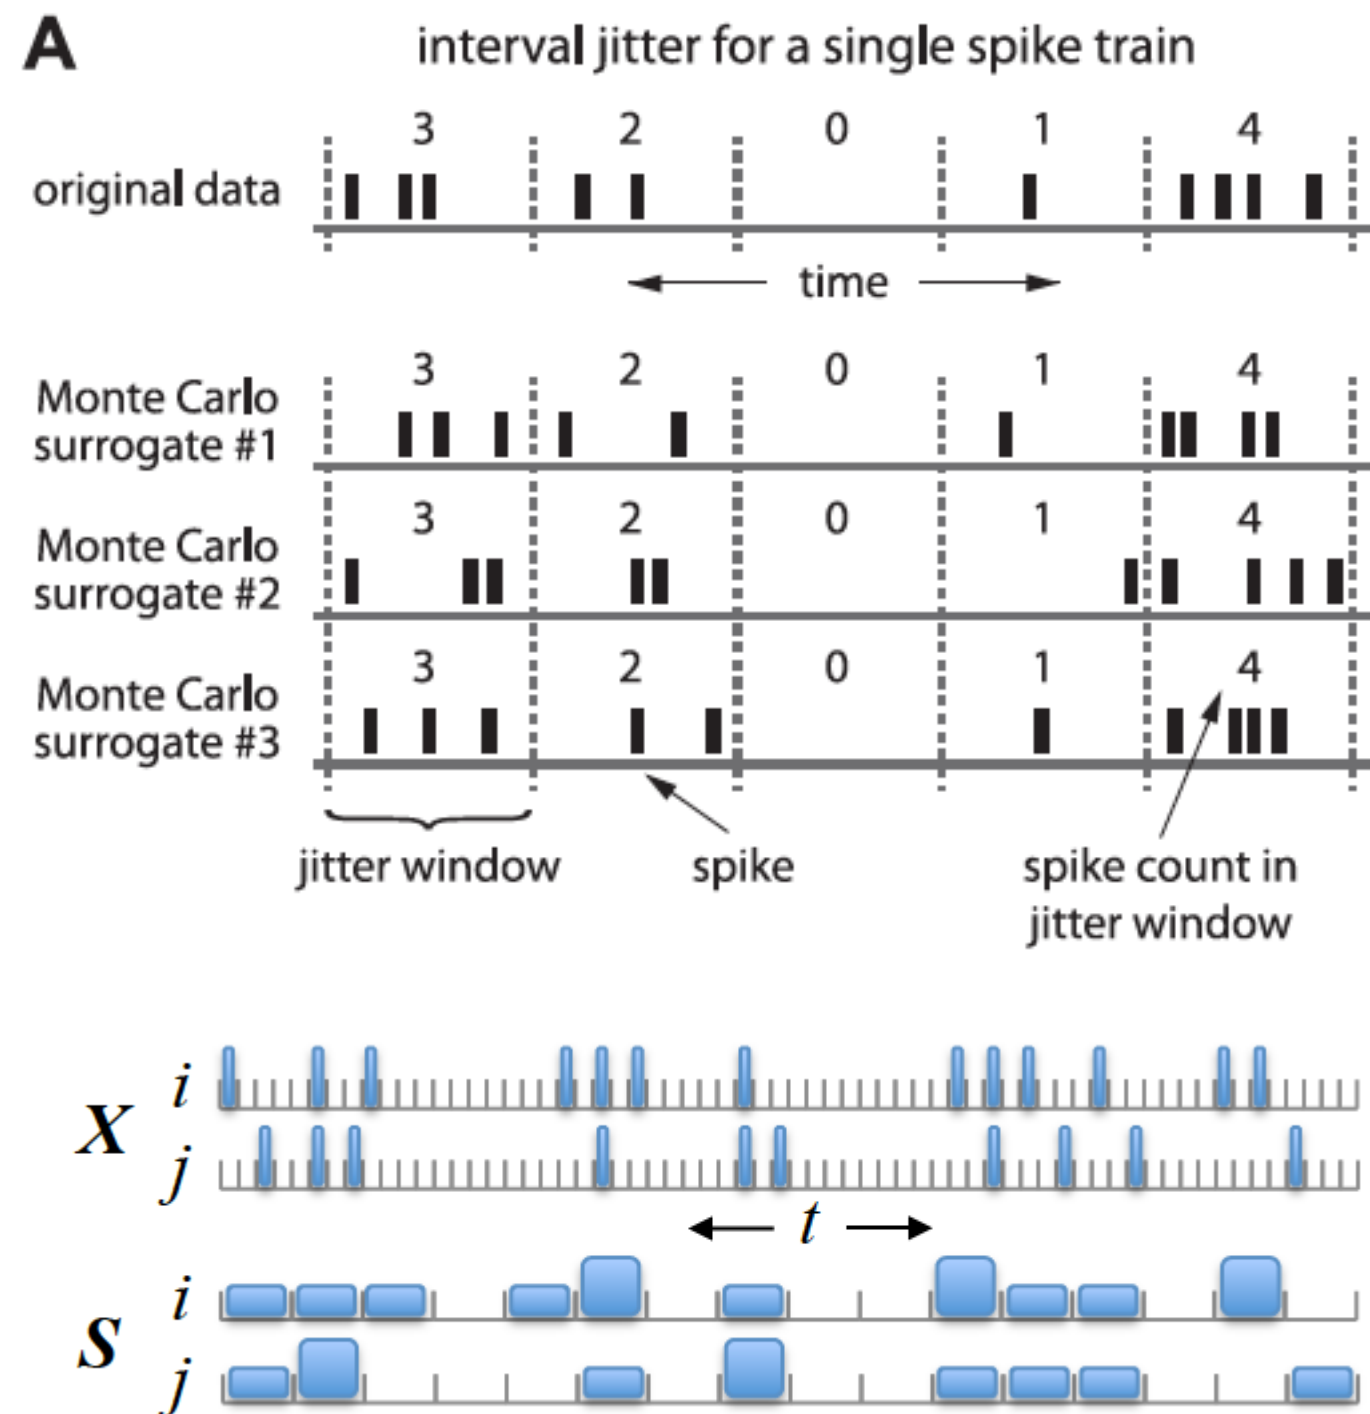 A
interval jitter for a single spike train
3 2 0 1 4
original data
time
3 2 0 1 4
Monte Carlo
surrogate #1
3 2 0 1 4
Monte Carlo
surrogate #2
3 2 0 1 4
Monte Carlo
surrogate #3
jitter window
spike
spike count in
jitter window
X
i
j
t
S
i
j